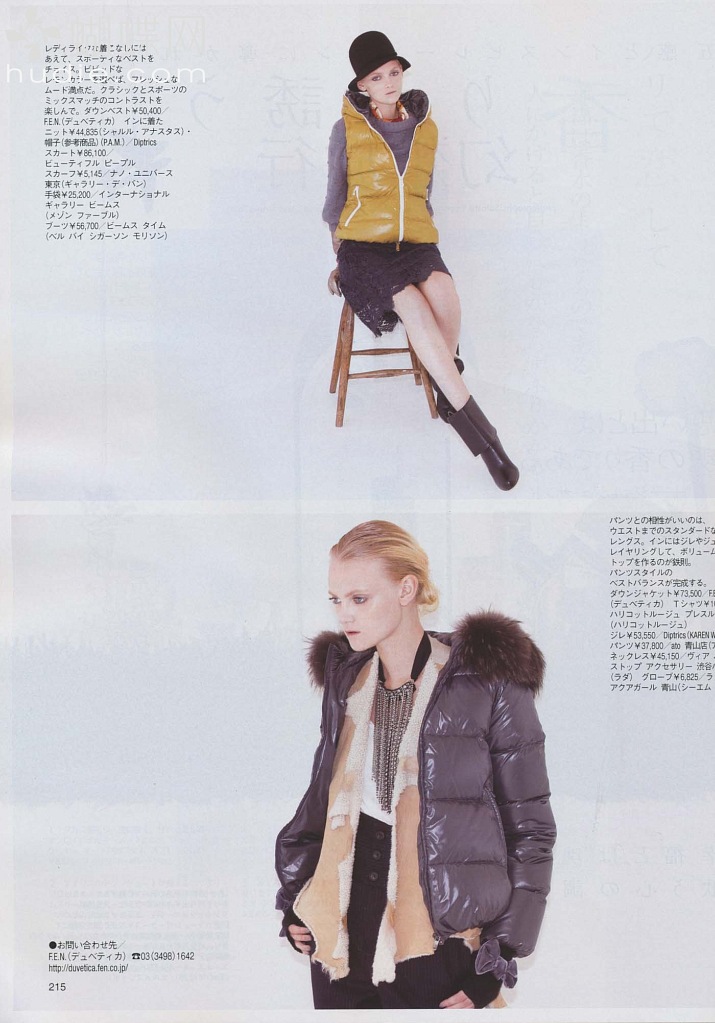 レディライクな着こなしには
あえて、スポーティなベストを
レモンカラーを選べば、クラシックな
ムード満点だ。クラシックとスポーツの
ミックスマッチのコントラストを
楽しんで。ダウンベスト¥50,400／
F.E.N.(デュベティカ)　インに着た
ニット¥44,835(シャルル・アナスタス)・
帽子(参考商品)(P.A.M.)／Diptrics
スカート¥86,100／
ビューティフル ピープル
スカーフ¥5,145／ナノ・ユニバース
東京(ギャラリー・デ・パン)
手袋¥25,200／インターナショナル
ギャラリー ビームス
(メゾン ファーブル)
ブーツ¥56,700／ビームス タイム
(ベル バイ シガーソン モリソン)
hudie.com
パンツとの相性がいいのは、
ウエストまでのスタンダードな
レングス。インにはジレやジュ
レイヤリングして、ボリューム
トップを作るのが鉄則。
パンツスタイルの
ベストバランスが完成する。
ダウンジャケット¥73,500／F.E
(デュベティカ)　Tシャツ¥1
ハリコットルージュ プレスル
(ハリコットルージュ)
ジレ¥53,550／Diptrics(KAREN W
パンツ¥37,800／ato 青山店(
ネックレス¥45,150／ヴィア
ストップ アクセサリー 渋谷
(ラダ)　グローブ¥6,825／ラ
アクアガール 青山(シーエム
●お問い合わせ先／
F.E.N.(デュベティカ) ☎03(3498)1642
http://duvetica.fen.co.jp/
215